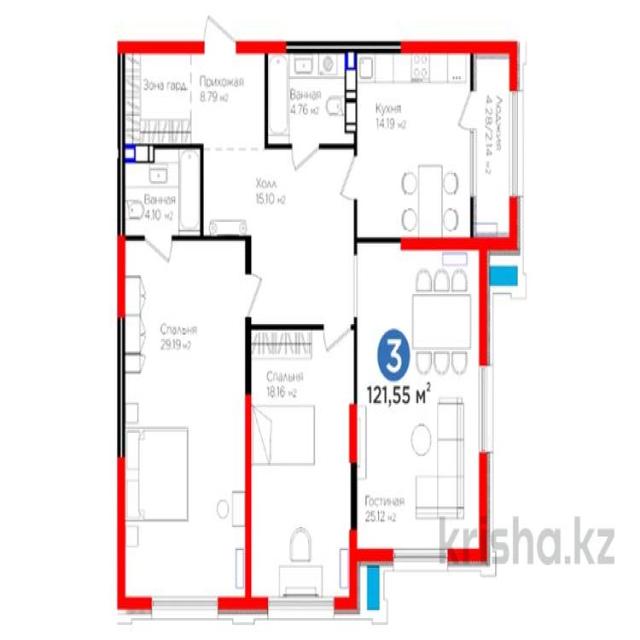 Зона гард.
Прихожая
8.79 м2
Ванная
4.76 м2
Кухня
14.19 м2
Лоджия
4.28/2.14 м2
Холл
15.10 м2
Ванная
4.10 м2
Спальня
29.19 м2
Спальня
18.16 м2
3
121,55 м2
Гостиная
25.12 м2
krisha.kz